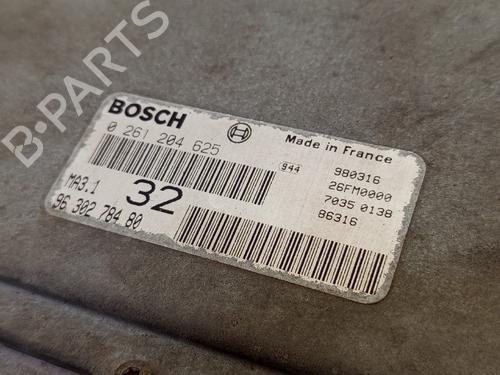 B-PARTS
BOSCH
0 261 204 625
Made in France
944
980316
26FM0000
7035 0138
86316
MA3.1
32
96 302 784 80